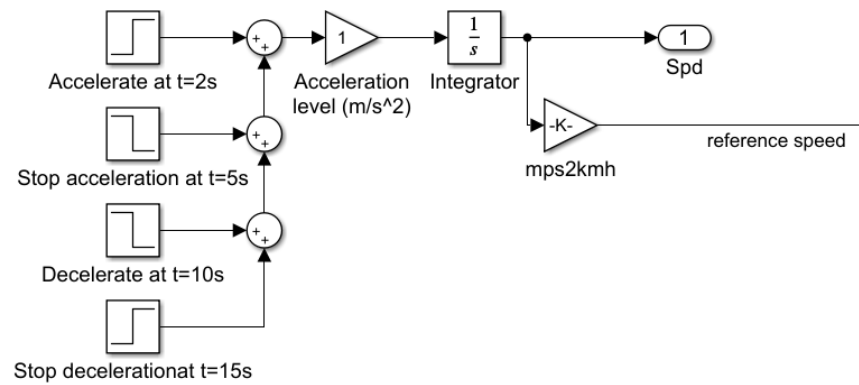 +
+
Accelerate at t=2s
1
Acceleration
level (m/s^2)
1
s
Integrator
1
Spd
+
+
Stop acceleration at t=5s
-K-
mps2kmh
reference speed
+
+
Decelerate at t=10s
Stop decelerationat t=15s